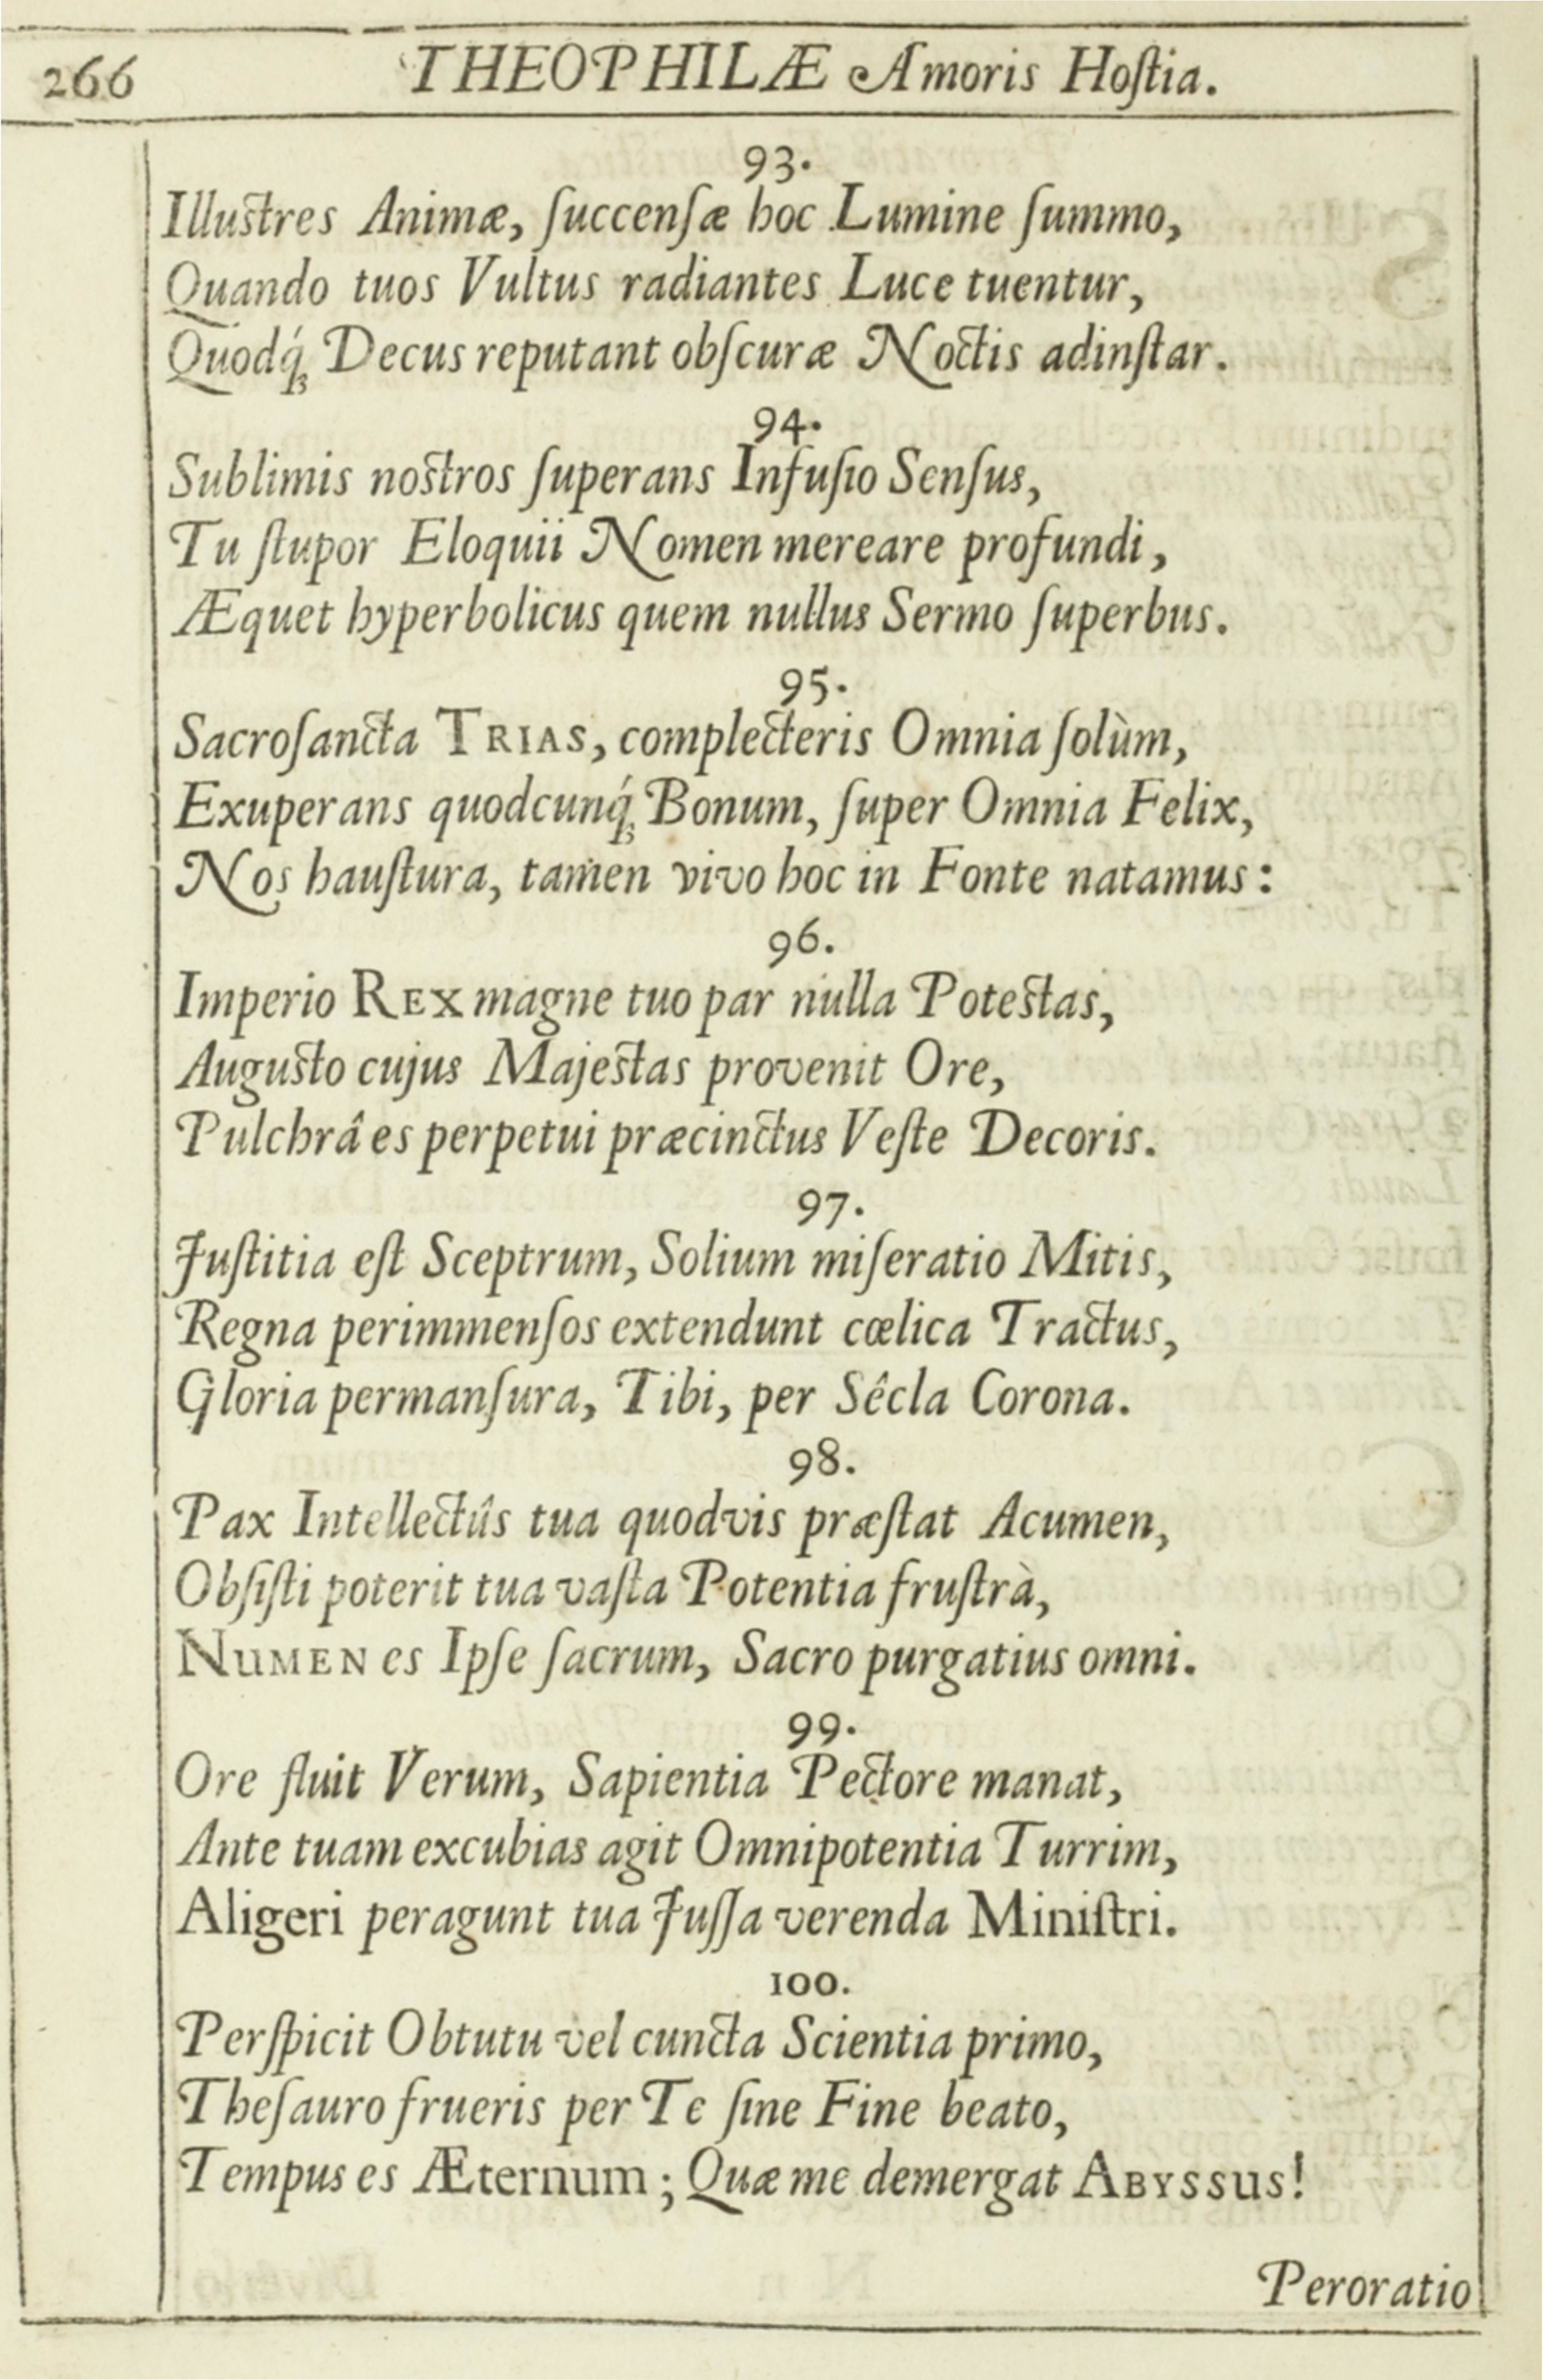 266 THEOPHILÆ Amoris Hoſtia.
93.
Illuſtres Animæ, ſuccenſæ hoc Lumine ſummo,
Quando tuos Vultus radiantes Luce tuentur,
Quodq́; Decus reputant obſcuræ Noctis adinſtar.
94.
Sublimis noſtros ſuperans Infuſio Senſus,
Tu ſtupor Eloquii Nomen mereare profundi,
Æquet hyperbolicus quem nullus Sermo ſuperbus.
95.
Sacroſancta TRIAS, complecteris Omnia ſolùm,
Exuperans quodcunq́; Bonum, ſuper Omnia Felix,
Nos hauſtura, tamen vivo hoc in Fonte natamus:
96.
Imperio REX magne tuo par nulla Poteſtas,
Auguſto cujus Majeſtas provenit Ore,
Pulchrâ es perpetui præcinctus Veſte Decoris.
97.
Juſtitia eſt Sceptrum, Solium miſeratio Mitis,
Regna perimmenſos extendunt cœlica Tractus,
Gloria permanſura, Tibi, per Sêcla Corona.
98.
Pax Intellectûs tua quodvis præſtat Acumen,
Obſiſti poterit tua vaſta Potentia fruſtrà,
NUMEN es Ipſe ſacrum, Sacro purgatius omni.
99.
Ore fluit Verum, Sapientia Pectore manat,
Ante tuam excubias agit Omnipotentia Turrim,
Aligeri peragunt tua Juſſa verenda Miniſtri.
100.
Perſpicit Obtutu vel cuncta Scientia primo,
Theſauro frueris per Te ſine Fine beato,
Tempus es Æternum; Quæ me demergat ABYSSUS!
Peroratio